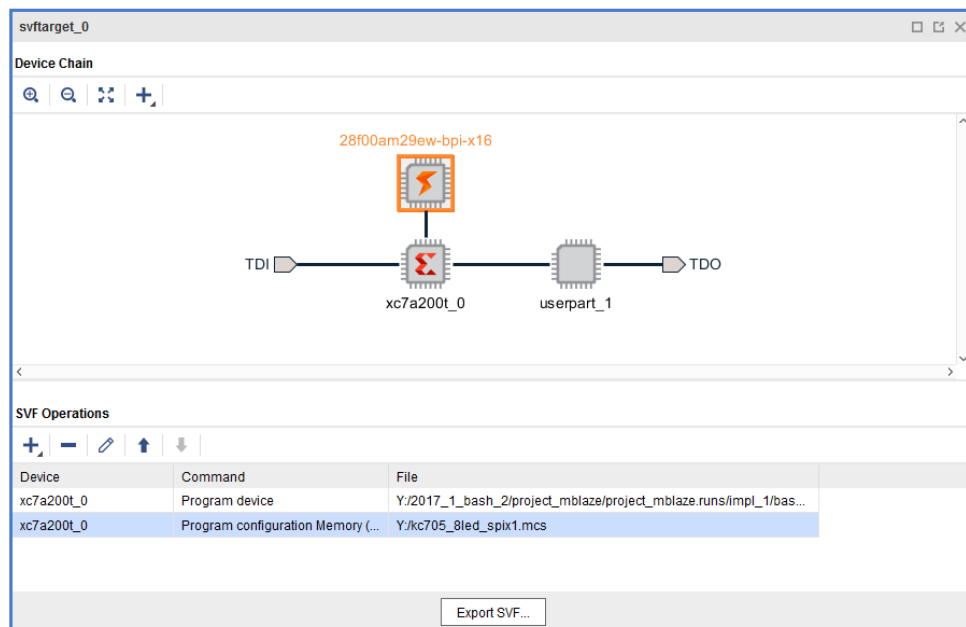 svftarget_0
Device Chain
28f00am29ew-bpi-x16
TDI
TDO
xc7a200t_0
userpart_1
SVF Operations
Device Command File
xc7a200t_0 Program device Y:/2017_1_bash_2/project_mblaze/project_mblaze.runs/impl_1/bas...
xc7a200t_0 Program configuration Memory (... Y:/kc705_8led_spix1.mcs
Export SVF...